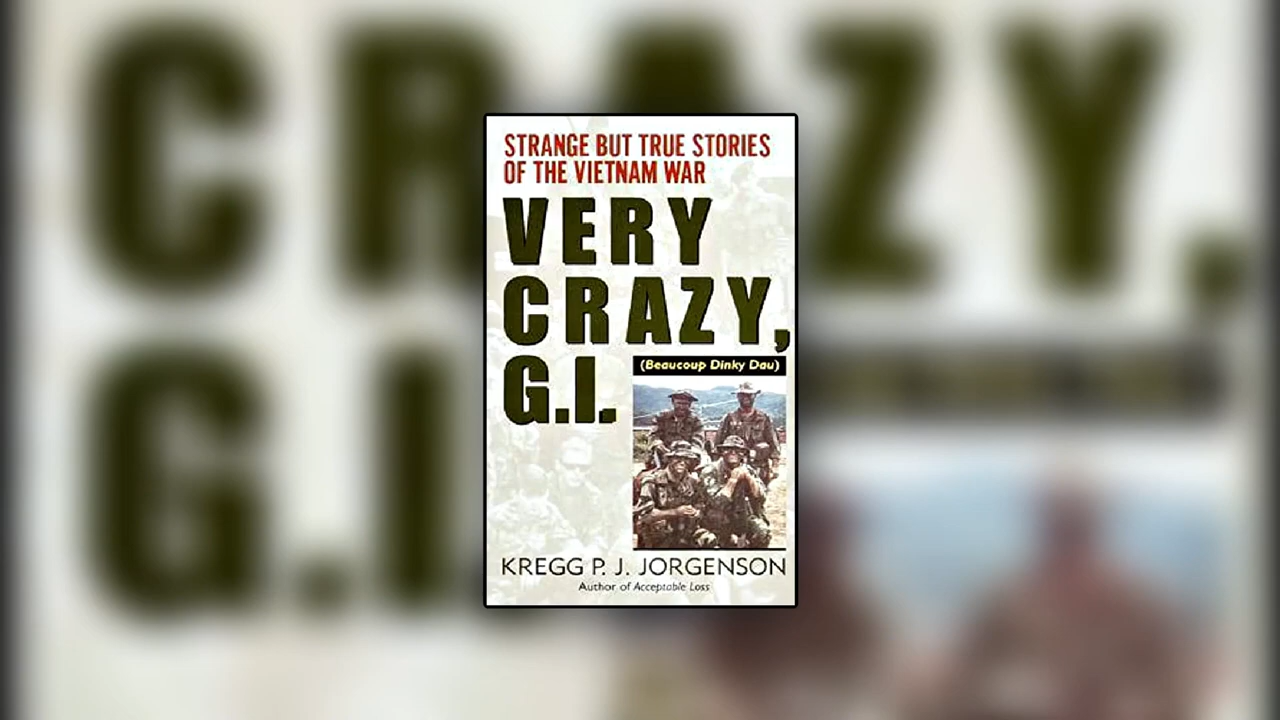 STRANGE BUT TRUE STORIES
OF THE VIETNAM WAR
VERY
CRAZY,
G.I.
(Beaucoup Dinky Dau)
KREGG P. J. JORGENSON
Author of Acceptable Loss